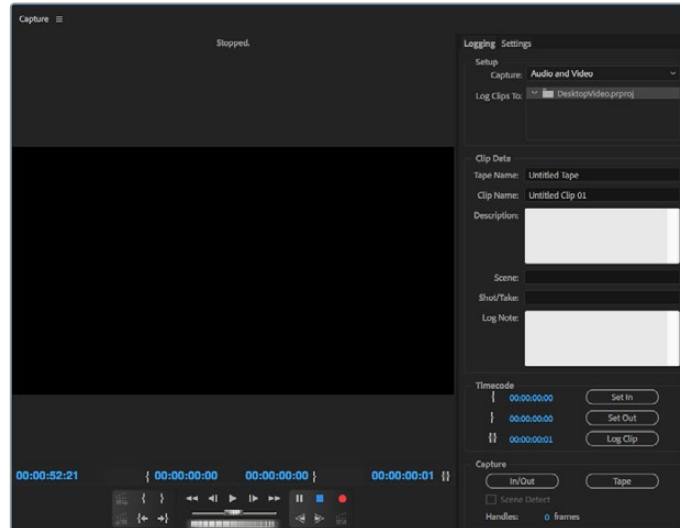 Capture
Stopped.
Logging Settings
Setup
Capture: Audio and Video
Log Clips To: DesktopVideo.prproj
Clip Data
Tape Name: Untitled Tape
Clip Name: Untitled Clip 01
Description:
Scene:
Shot/Take:
Log Note:
Timecode
{ 00:00:00:00 Set In
} 00:00:00:00 Set Out
{} 00:00:00:01 Log Clip
00:00:52:21 { 00:00:00:00 00:00:00:00 } 00:00:00:01 {}
Capture
In/Out Tape
Scene Detect
Handles: 0 frames